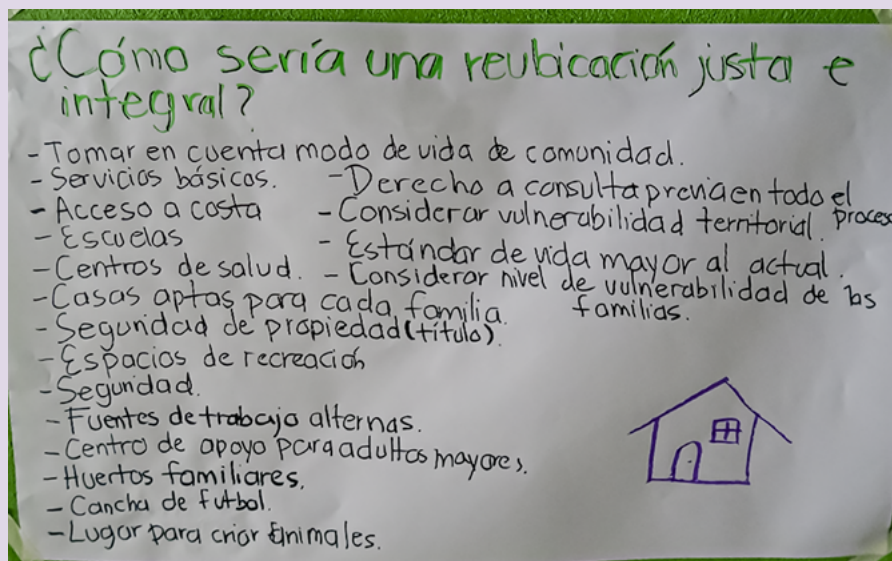 ¿Cómo sería una reubicación justa e
integral?
- Tomar en cuenta modo de vida de comunidad.
- Servicios básicos.
- Acceso a costa
- Escuelas
- Centros de salud.
- Casas aptas para cada familia.
- Seguridad de propiedad (título).
- Espacios de recreación
- Seguridad.
- Fuentes de trabajo alternas.
- Centro de apoyo para adultos mayores.
- Huertos familiares.
- Cancha de futbol.
- Lugar para criar animales.
- Derecho a consulta previa en todo el
proceso
- Considerar vulnerabilidad territorial.
- Estándar de vida mayor al actual.
- Considerar nivel de vulnerabilidad de las
familias.